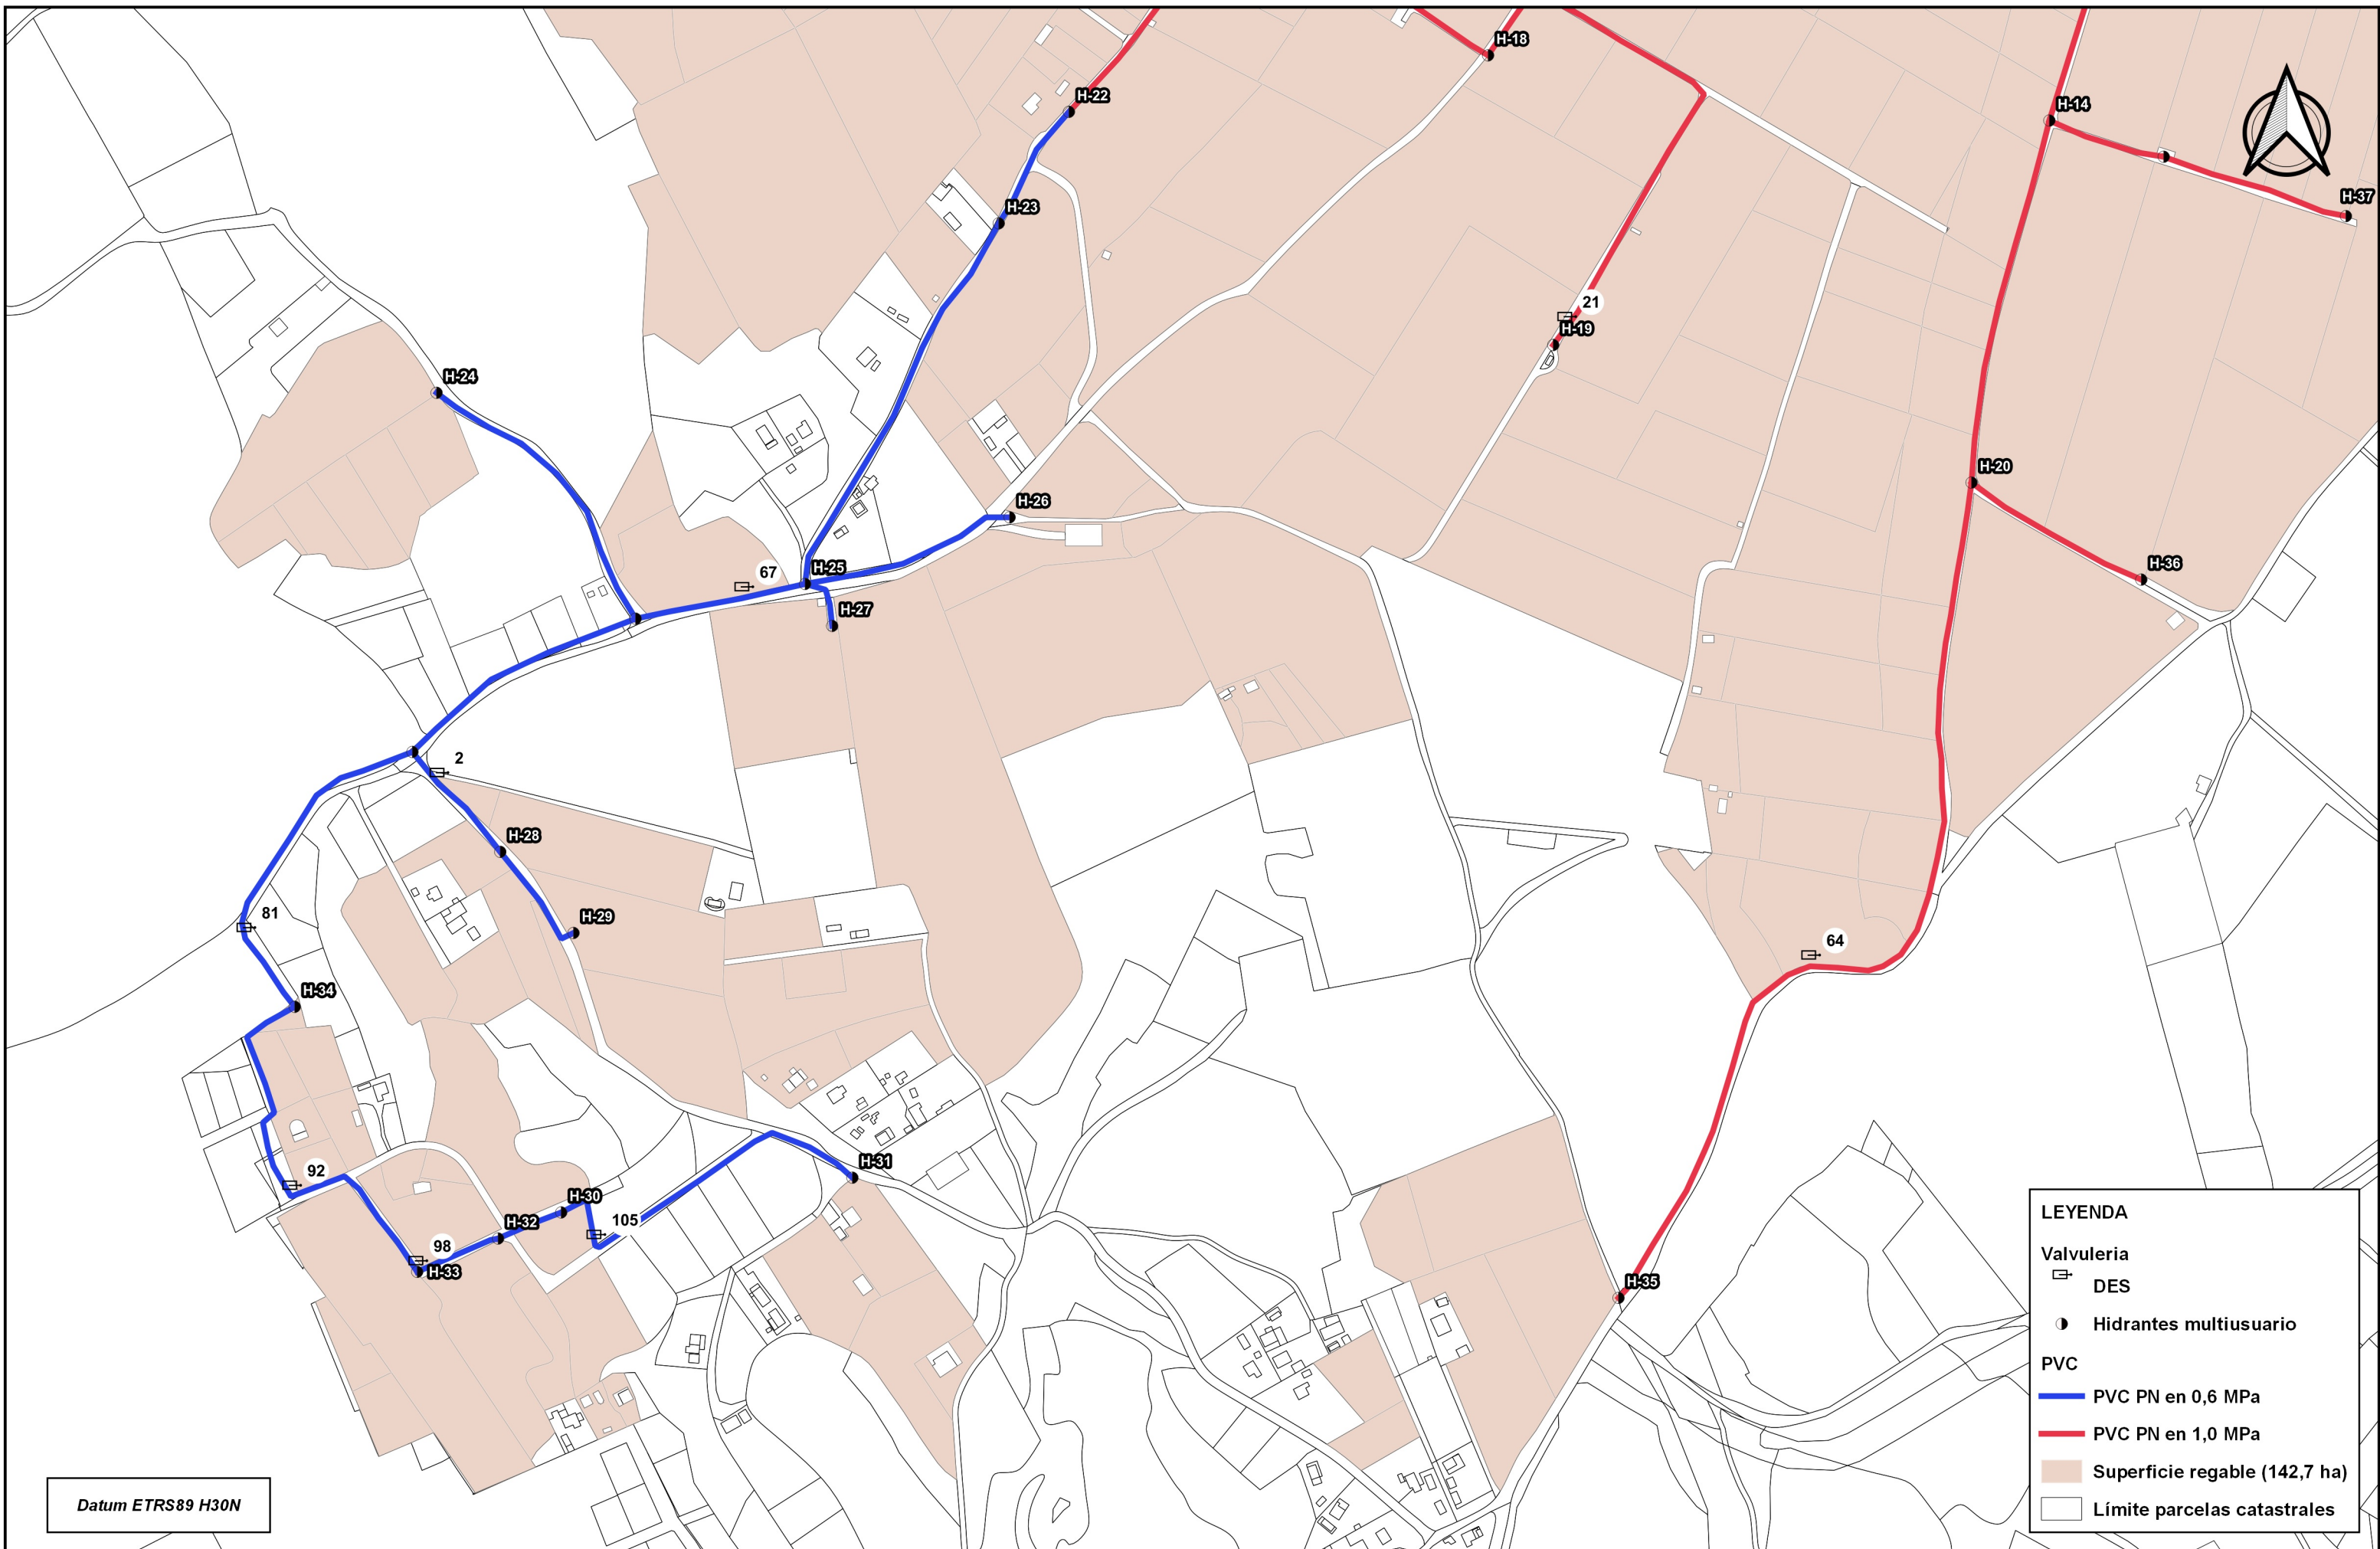 H-18
H-22
H-14
H-37
H-23
21
H-19
H-24
H-20
H-26
H-36
67
H-25
H-27
2
H-28
81
H-29
64
H-34
92
H-31
H-30
H-32
105
98
H-33
H-35
LEYENDA
Valvuleria
DES
Hidrantes multiusuario
PVC
PVC PN en 0,6 MPa
PVC PN en 1,0 MPa
Superficie regable (142,7 ha)
Límite parcelas catastrales
Datum ETRS89 H30N